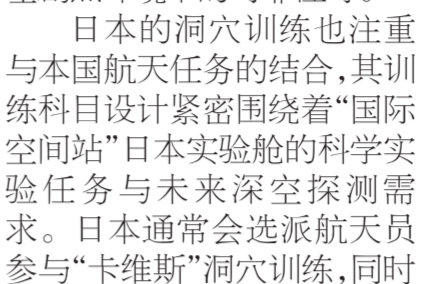 日本的洞穴训练也注重
与本国航天任务的结合,其训
练科目设计紧密围绕着“国际
空间站”日本实验舱的科学实
验任务与未来深空探测需
求。日本通常会选派航天员
参与“卡维斯”洞穴训练,同时